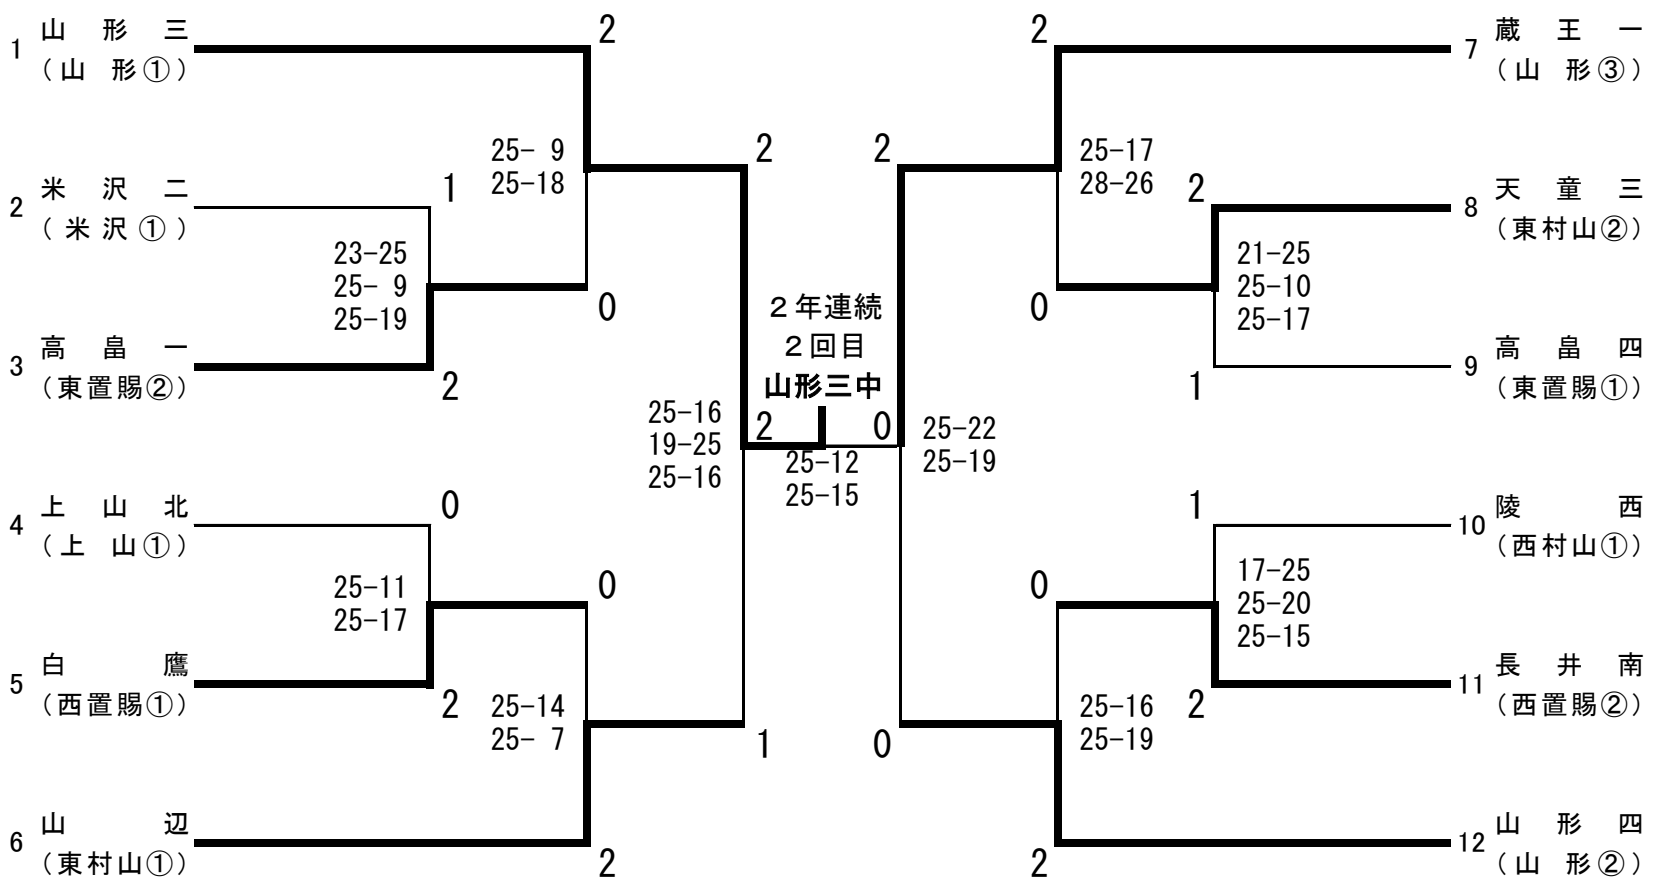 1 山形三 2
(山形①)
25- 9
25-18
2 米沢二 1
(米沢①)
23-25
25- 9
25-19
0
3 高畠一 2
(東置賜②)
2
25-16
19-25
25-16
4 上山北 0
(上山①)
25-11
25-17
0
5 白鷹 2
(西置賜①)
25-14
25- 7
1
6 山辺 2
(東村山①)
2年連続
2回目
山形三中
2 0
25-12
25-15
2 蔵王一 7
(山形③)
2
25-17
28-26
2 天童三 8
(東村山②)
21-25
25-10
25-17
0
1 高畠四 9
(東置賜①)
25-22
25-19
1 陵西 10
(西村山①)
17-25
25-20
25-15
0
2 長井南 11
(西置賜②)
25-16
25-19
0
2 山形四 12
(山形②)